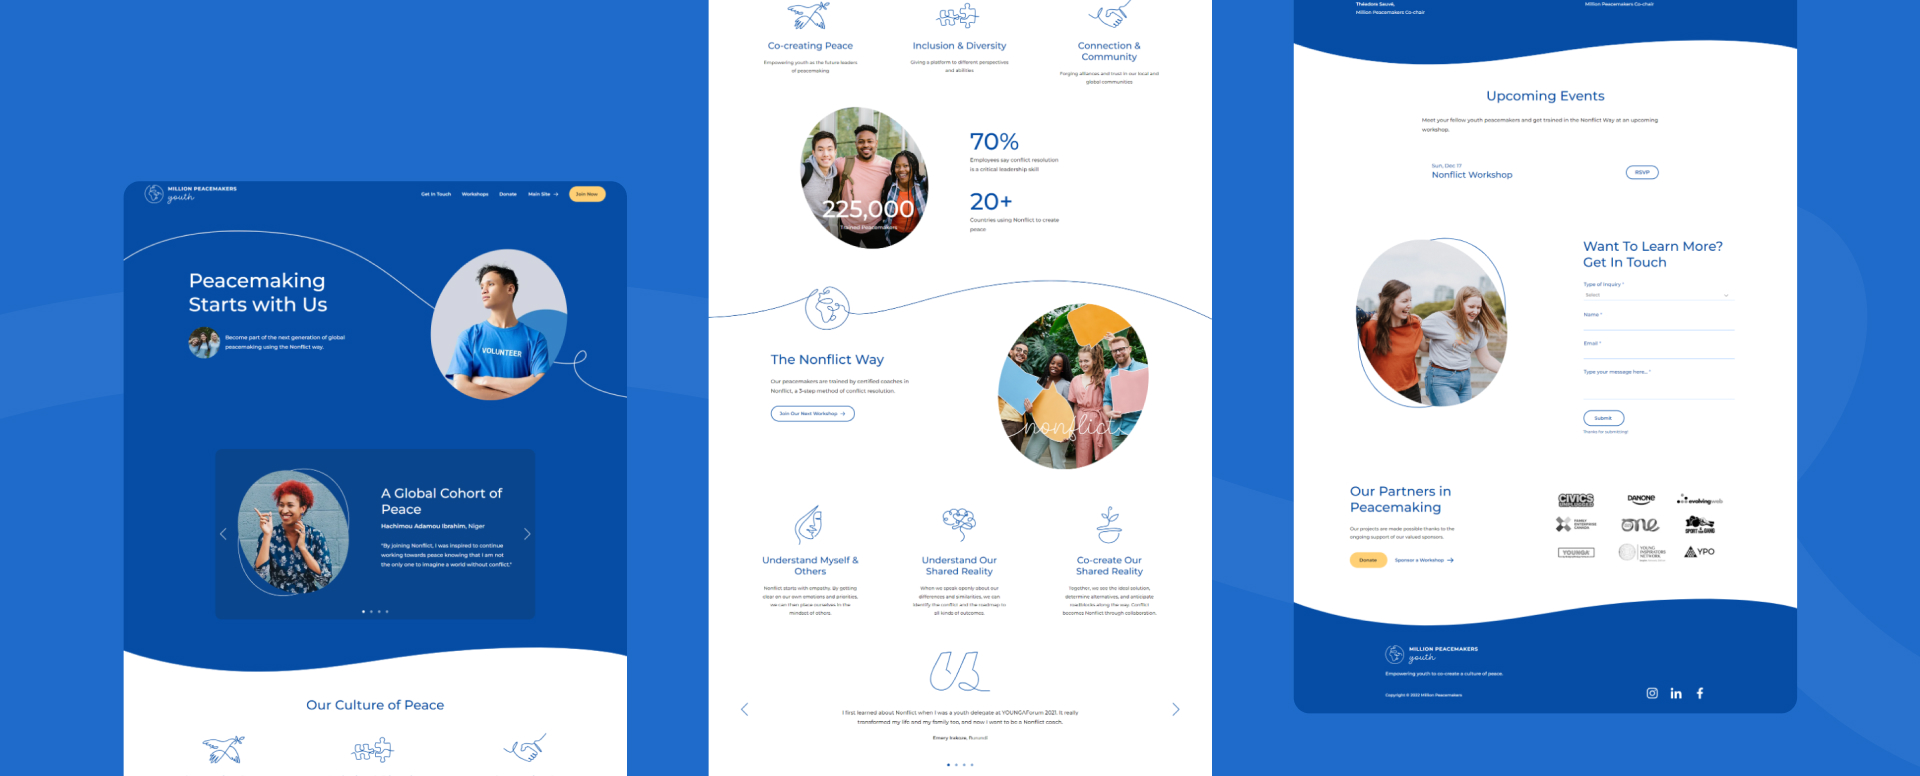 MILLION PEACEMAKERS
youth
Get In Touch
Workshops
Donate
Main Site →
Join Now
Peacemaking
Starts with Us
Become part of the next generation of global
peacemaking using the Nonflict way.
VOLUNTEER
A Global Cohort of
Peace
Hachimou Adamou Ibrahim, Niger
"By joining Nonflict, I was inspired to continue
working towards peace knowing that I am not
the only one to imagine a world without conflict."
Our Culture of Peace
Co-creating Peace
Empowering youth as the future leaders
of peacemaking
Inclusion & Diversity
Giving a platform to different perspectives
and abilities
Connection &
Community
Forging alliances and trust in our local and
global communities
225,000
Trained Peacemakers
70%
Employees say conflict resolution
is a critical leadership skill
20+
Countries using Nonflict to create
peace
The Nonflict Way
Our peacemakers are trained by certified coaches in
Nonflict, a 3-step method of conflict resolution.
Join Our Next Workshop →
nonflict
Understand Myself &
Others
Nonflict starts with empathy. By getting
clear on our own emotions and priorities,
we can then place ourselves in the
mindset of others.
Understand Our
Shared Reality
When we speak openly about our
differences and similarities, we can
identify the conflict and the roadmap to
all kinds of outcomes.
Co-create Our
Shared Reality
Together, we see the ideal solution,
determine alternatives, and anticipate
roadblocks along the way. Conflict
becomes Nonflict through collaboration.
I first learned about Nonflict when I was a youth delegate at YOUNGA Forum 2021. It really
transformed my life and my family too, and now I want to be a Nonflict coach.
Burundi
Théodore Sauvé,
Million Peacemakers Co-chair
Million Peacemakers Co-chair
Upcoming Events
Meet your fellow youth peacemakers and get trained in the Nonflict Way at an upcoming
workshop.
Sun, Dec 17
Nonflict Workshop
RSVP
Want To Learn More?
Get In Touch
Type of Inquiry *
Select
Name *
Email *
Type your message here... *
Submit
Thanks for submitting!
Our Partners in
Peacemaking
Our projects are made possible thanks to the
ongoing support of our valued sponsors.
Donate
Sponsor a Workshop →
CIVICS
UNPLUGGED
DANONE
evolvingweb
FAMILY
ENTERPRISE
CANADA
one
SPORT
YOUNGA
YOUNG
INSPIRATORS
NETWORK
YPO
MILLION PEACEMAKERS
youth
Empowering youth to co-create a culture of peace.
Copyright © 2022 Million Peacemakers